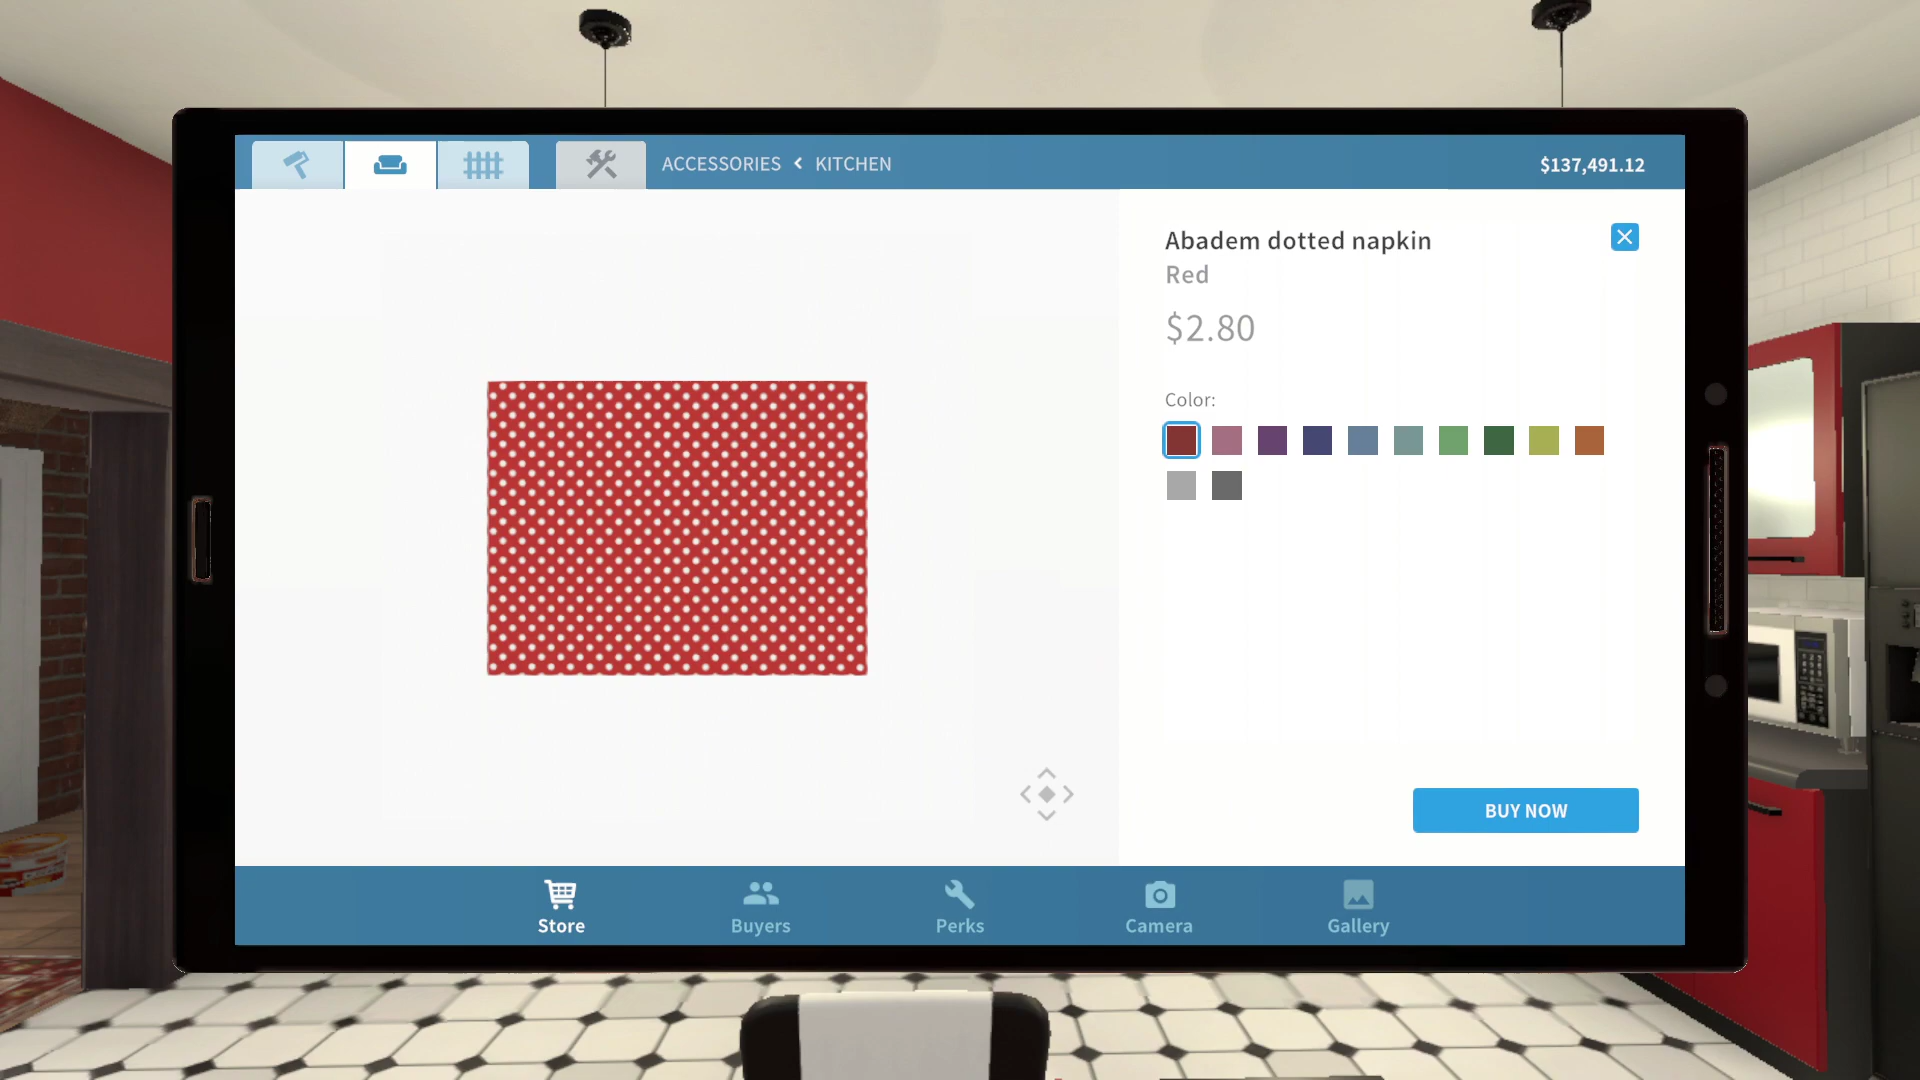 ACCESSORIES < KITCHEN
$137,491.12
Abadem dotted napkin
Red
$2.80
Color:
BUY NOW
Store
Buyers
Perks
Camera
Gallery